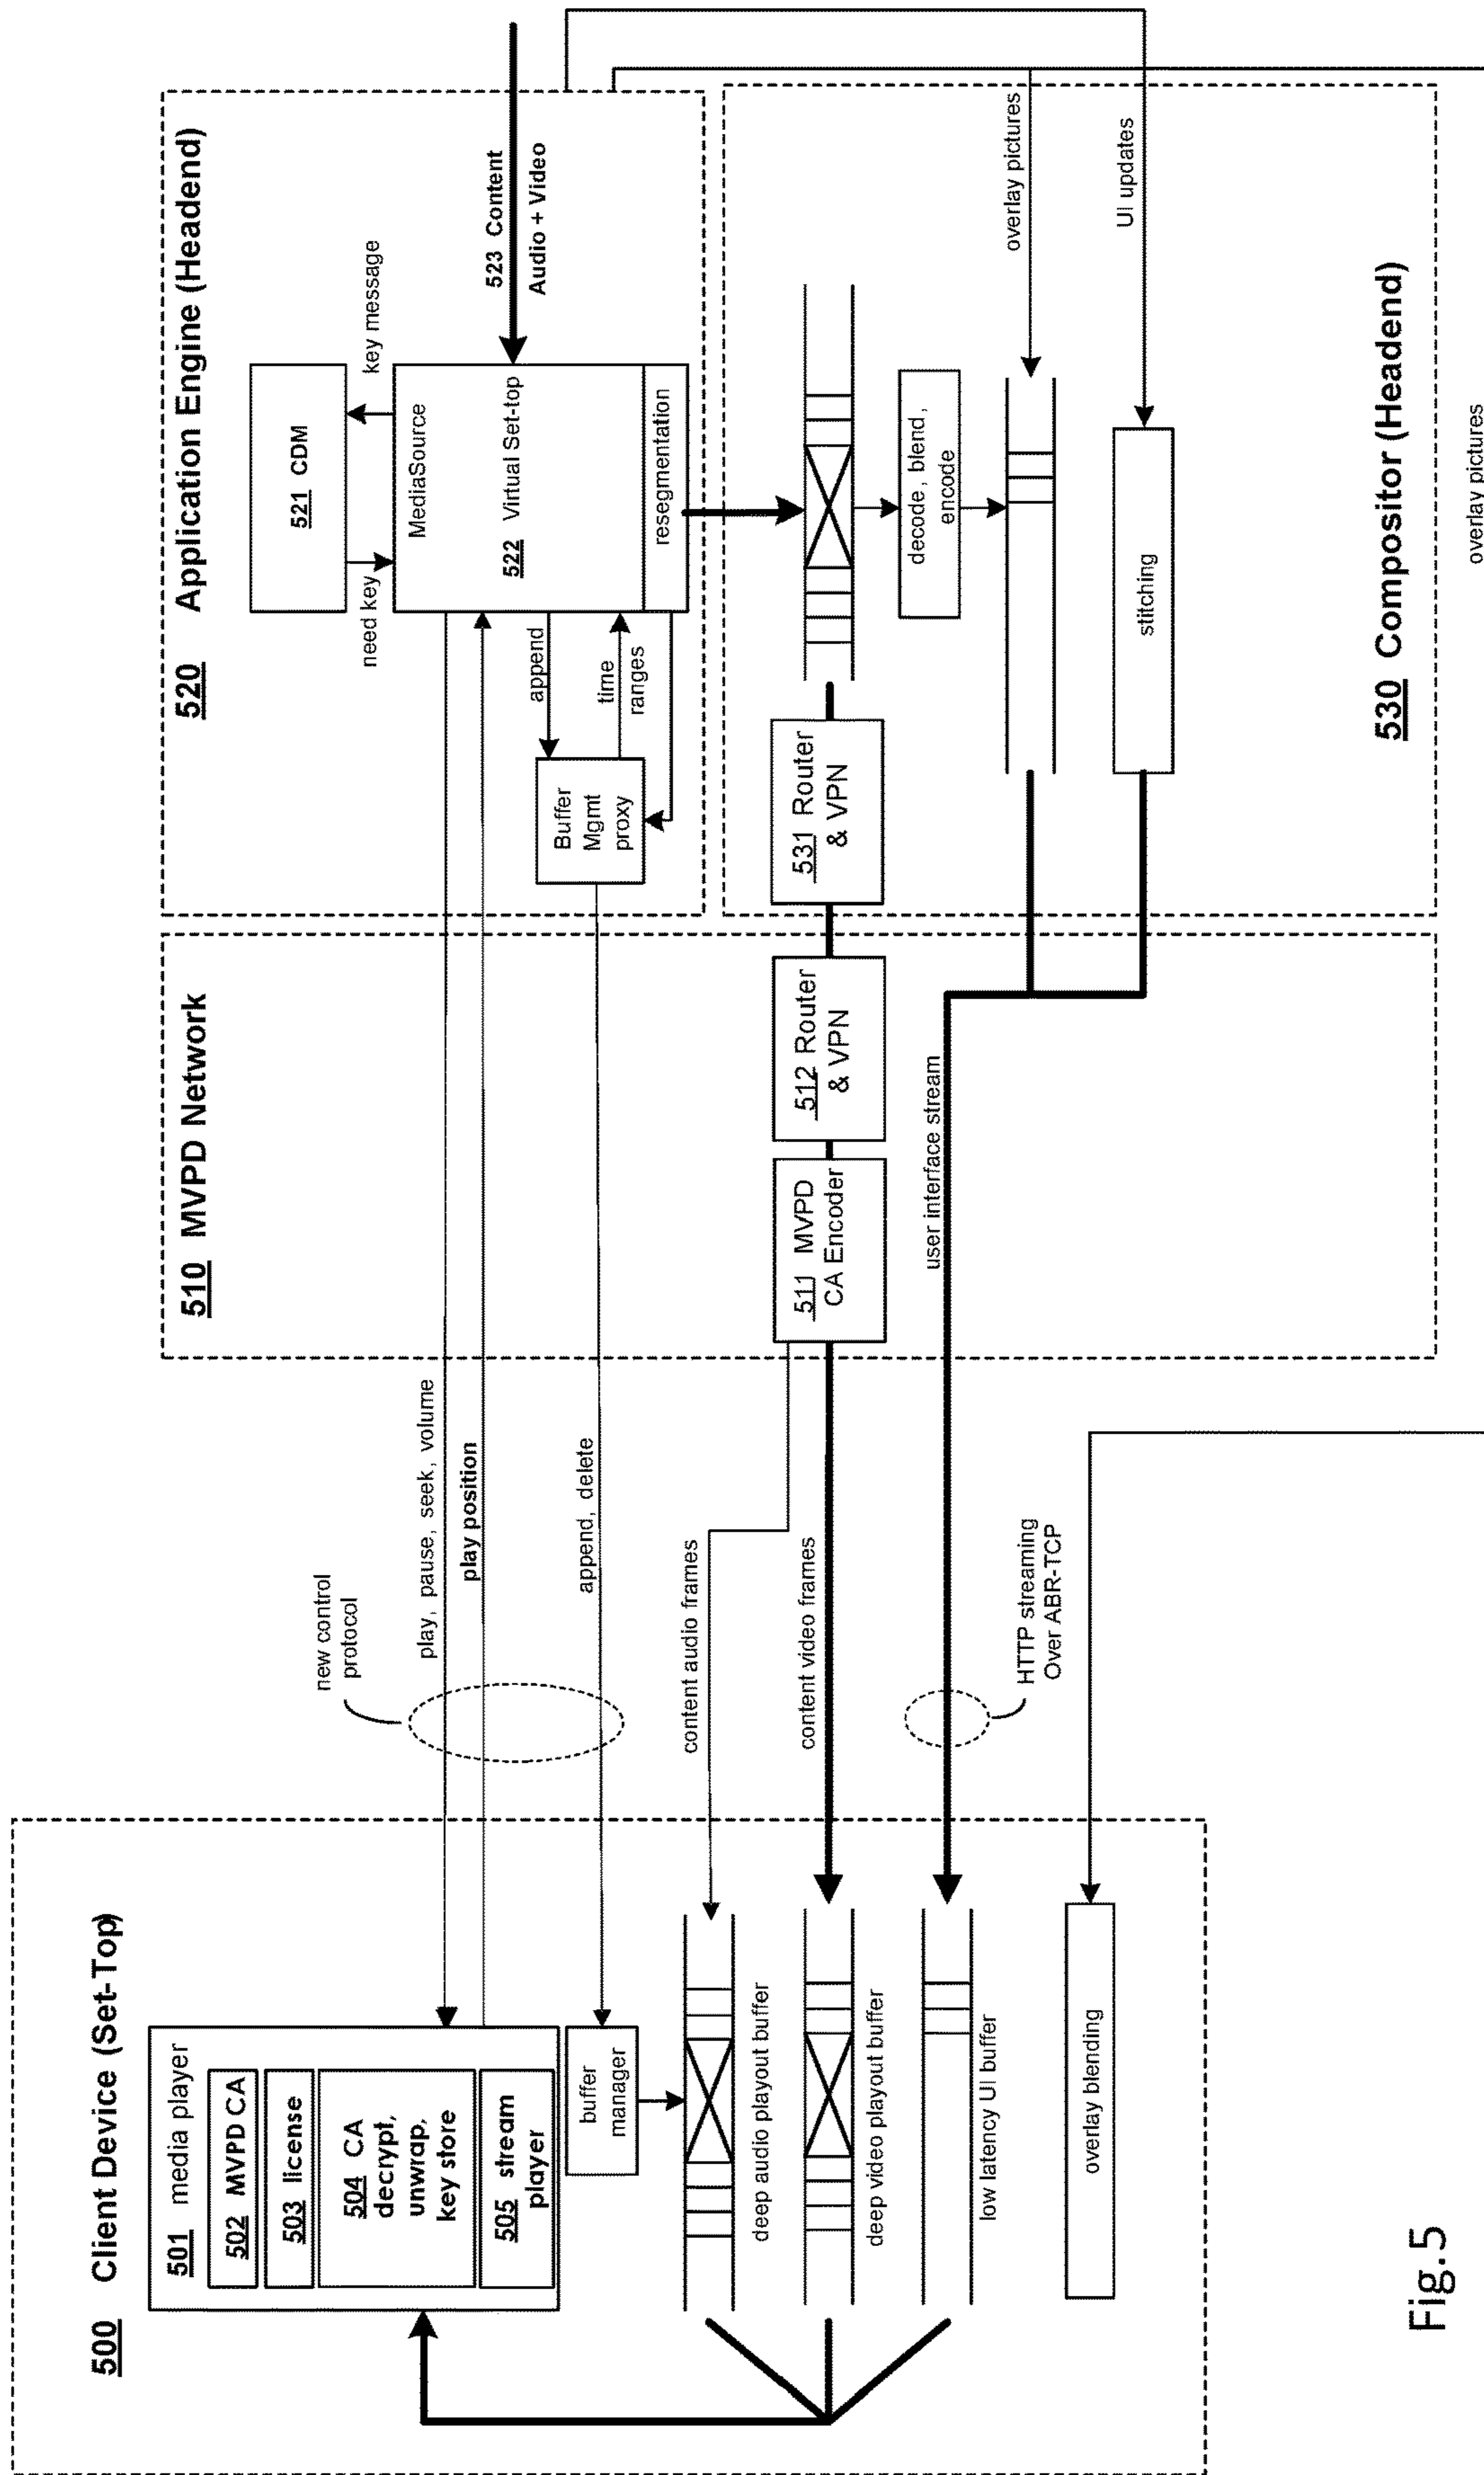 500 Client Device (Set-Top)
501 media player
502 MVPD CA
503 license
504 CA
decrypt,
unwrap,
key store
505 stream
player
buffer
manager
deep audio playout buffer
deep video playout buffer
low latency UI buffer
overlay blending
new control
protocol
play, pause, seek, volume
play position
append, delete
content audio frames
content video frames
HTTP streaming
Over ABR-TCP
510 MVPD Network
511 MVPD
CA Encoder
512 Router
& VPN
user interface stream
520 Application Engine (Headend)
521 CDM
need key
key message
MediaSource
522 Virtual Set-top
resegmentation
append
time
ranges
Buffer
Mgmt
proxy
523 Content
Audio + Video
531 Router
& VPN
decode, blend,
encode
overlay pictures
UI updates
stitching
530 Compositor (Headend)
overlay pictures
Fig.5